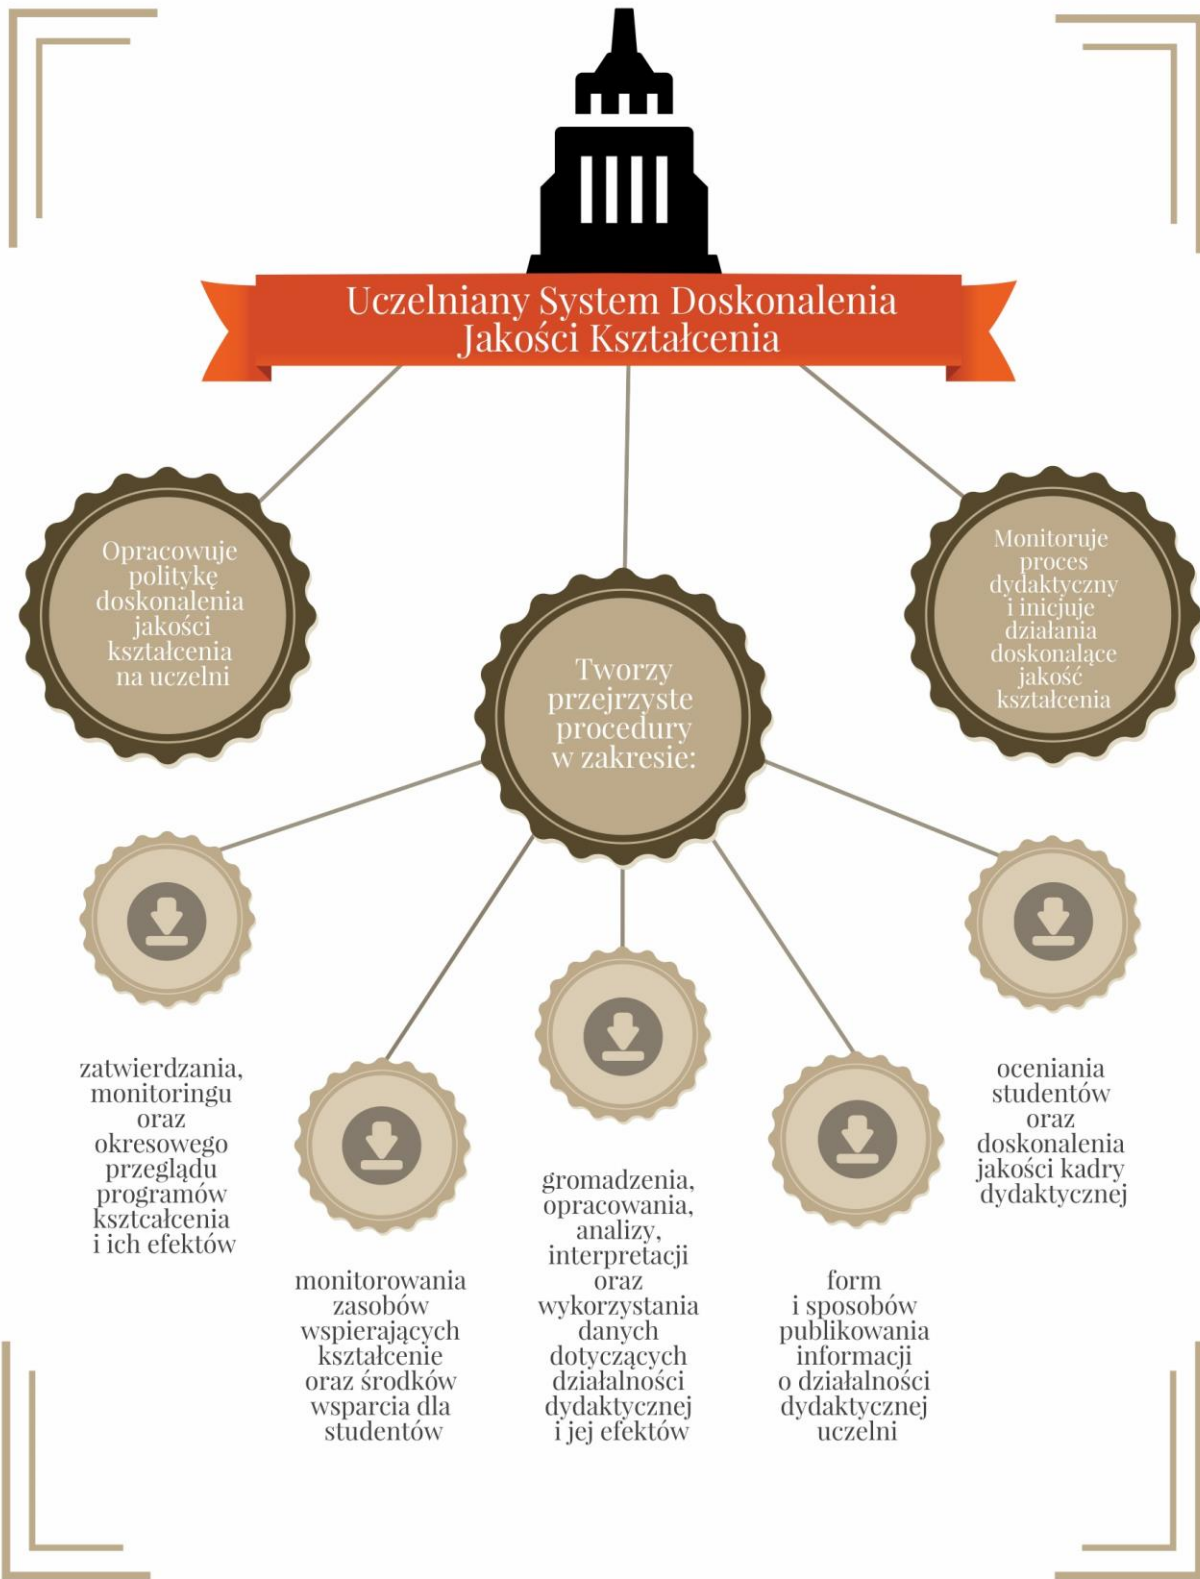 Uczelniany System Doskonalenia
Jakości Kształcenia
Opracowuje
politykę
doskonalenia
jakości
kształcenia
na uczelni
Tworzy
przejrzyste
procedury
w zakresie:
Monitoruje
proces
dydaktyczny
i inicjuje
działania
doskonalące
jakość
kształcenia
zatwierdzania,
monitoringu
oraz
okresowego
przeglądu
programów
ksztcałcenia
i ich efektów
monitorowania
zasobów
wspierających
kształcenie
oraz środków
wsparcia dla
studentów
gromadzenia,
opracowania,
analizy,
interpretacji
oraz
wykorzystania
danych
dotyczących
działalności
dydaktycznej
i jej efektów
form
i sposobów
publikowania
informacji
o działalności
dydaktycznej
uczelni
oceniania
studentów
oraz
doskonalenia
jakości kadry
dydaktycznej